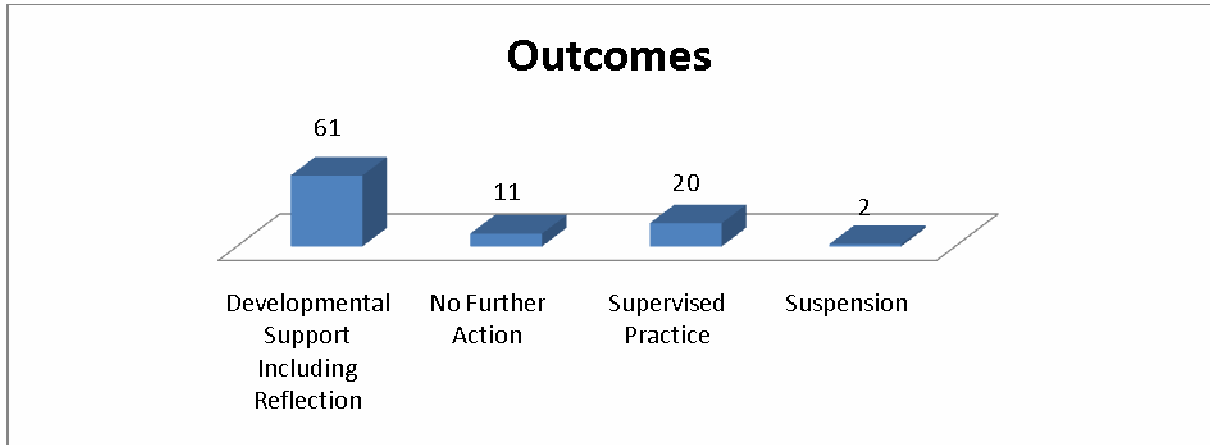 Outcomes
61
11
20
2
Developmental
Support
Including
Reflection
No Further
Action
Supervised
Practice
Suspension